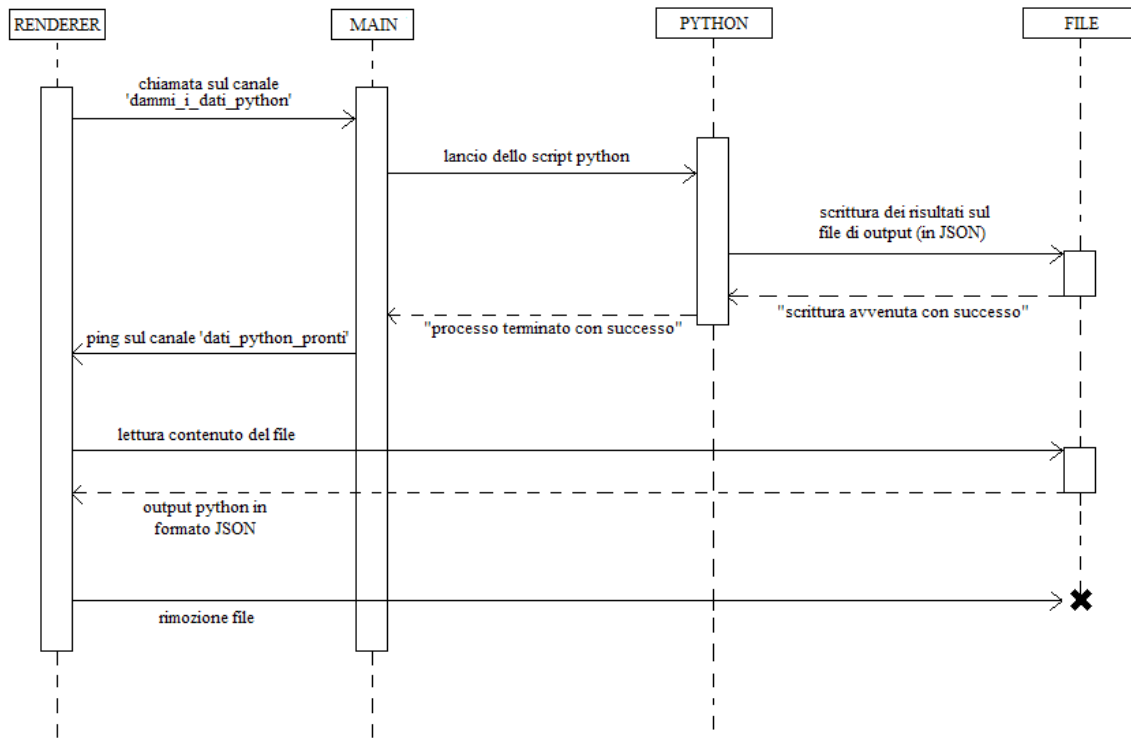 RENDERER
MAIN
PYTHON
FILE
chiamata sul canale
'dammi_i_dati_python'
lancio dello script python
scrittura dei risultati sul
file di output (in JSON)
"scrittura avvenuta con successo"
"processo terminato con successo"
ping sul canale 'dati_python_pronti'
lettura contenuto del file
output python in
formato JSON
rimozione file